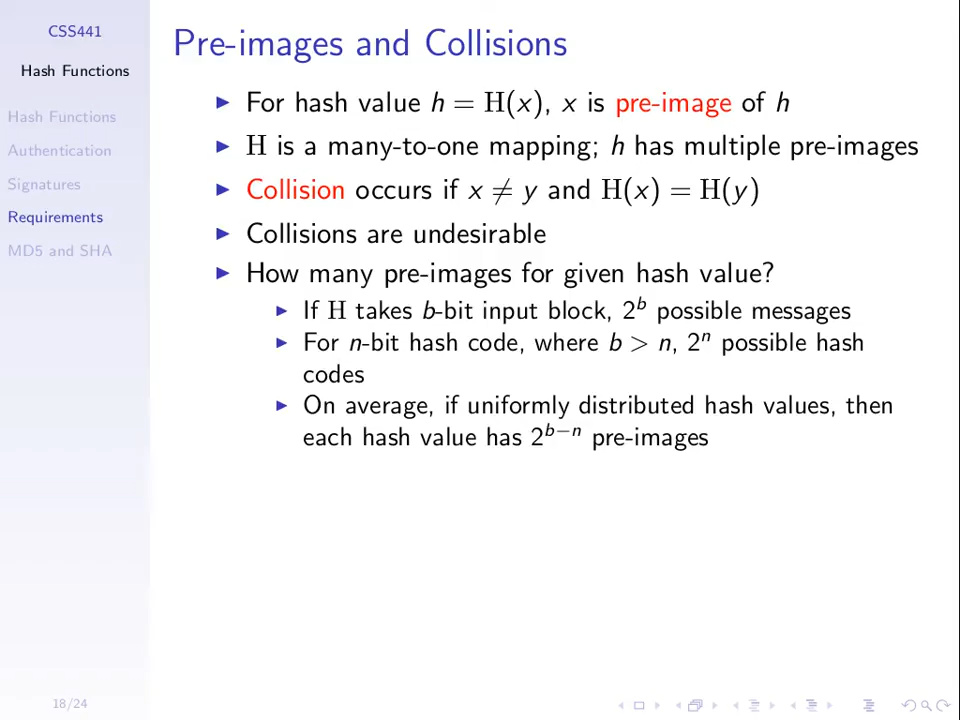 CSS441
Hash Functions
Hash Functions
Authentication
Signatures
Requirements
MD5 and SHA
18/24
Pre-images and Collisions
For hash value h = H(x), x is pre-image of h
H is a many-to-one mapping; h has multiple pre-images
Collision occurs if x ≠ y and H(x) = H(y)
Collisions are undesirable
How many pre-images for given hash value?
If H takes b-bit input block, 2^b possible messages
For n-bit hash code, where b > n, 2^n possible hash
codes
On average, if uniformly distributed hash values, then
each hash value has 2^{b−n} pre-images